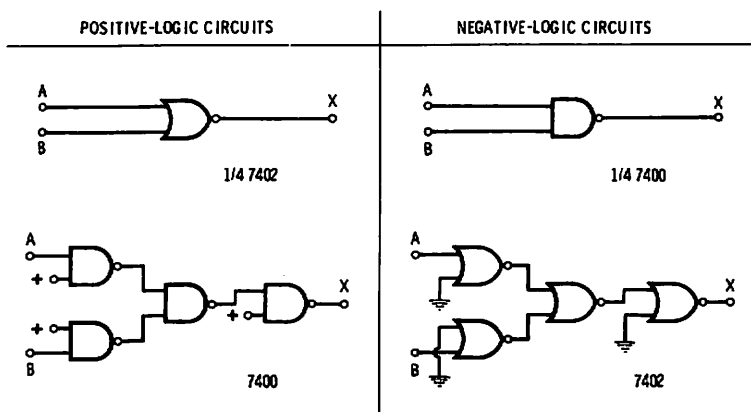 POSITIVE-LOGIC CIRCUITS
NEGATIVE-LOGIC CIRCUITS
A
X
B
1/4 7402
A
X
B
1/4 7400
A
+
X
+
+
B
7400
A
X
B
7402